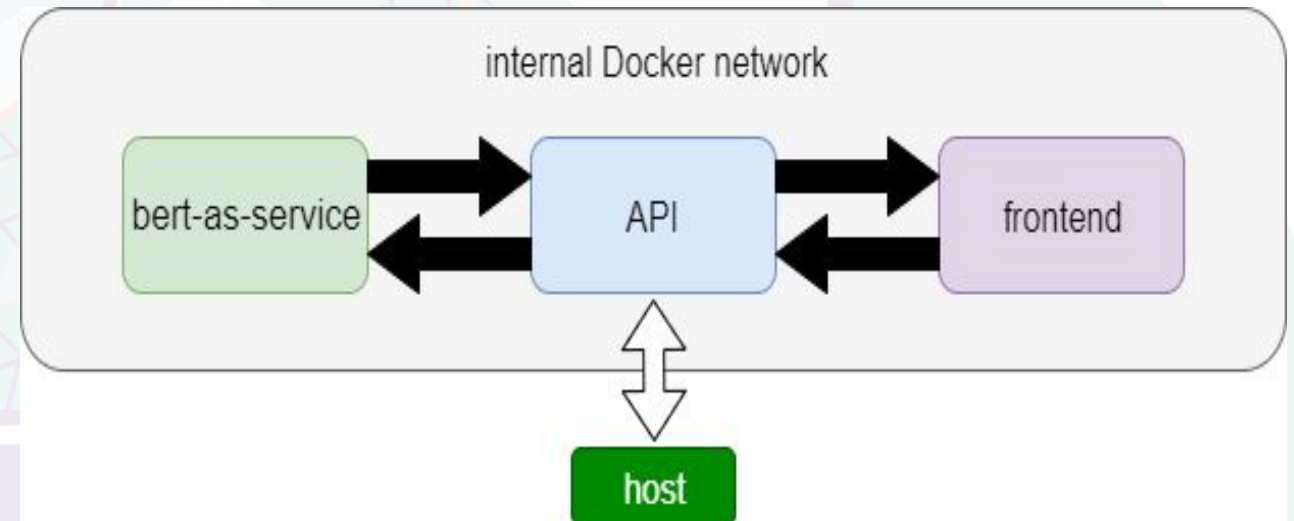 internal Docker network
bert-as-service
API
frontend
host